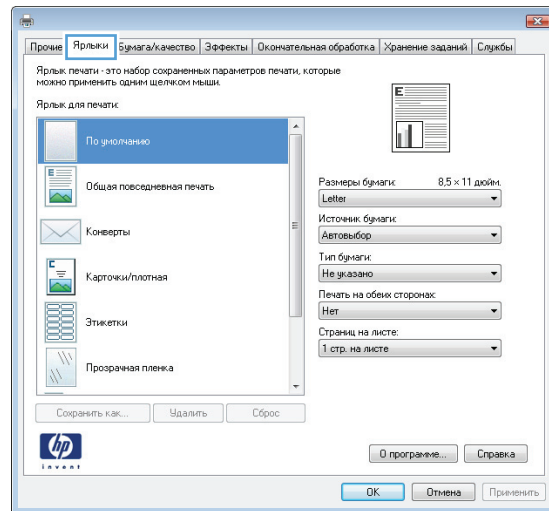 Прочие Ярлыки Бумага/качество Эффекты Окончательная обработка Хранение заданий Службы
Ярлык печати - это набор сохраненных параметров печати, которые
можно применить одним щелчком мыши.
Ярлык для печати:
По умолчанию
Общая повседневная печать
Конверты
Карточки/плотная
Этикетки
Прозрачная пленка
E
Размеры бумаги: 8,5 × 11 дюйм.
Letter
Источник бумаги:
Автовыбор
Тип бумаги:
Не указано
Печать на обеих сторонах:
Нет
Страниц на листе:
1 стр. на листе
Сохранить как... Удалить Сброс
hp
invent
О программе... Справка
OK Отмена Применить